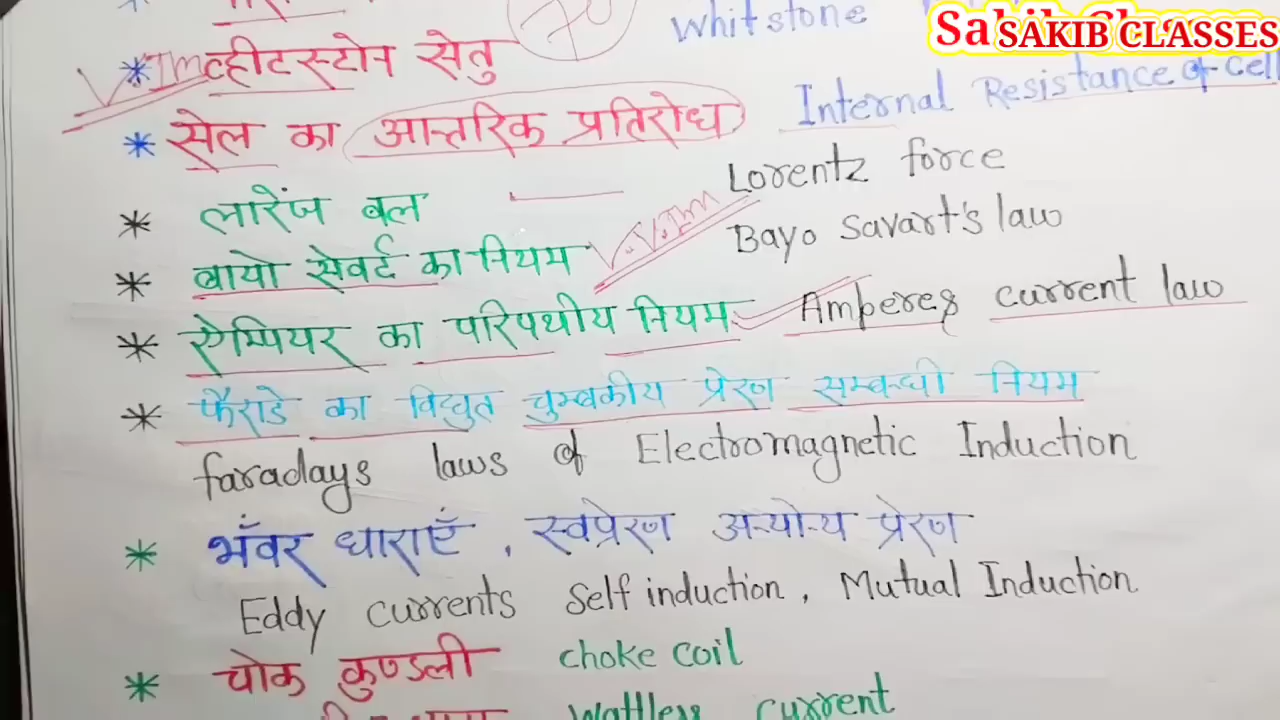 Whitstone
SAKIB CLASSES
* Im व्हीटस्टोन सेतु
* सेल का आन्तरिक प्रतिरोध Internal Resistance of cell
* लारेंज बल Lorentz force
* बायो सेवर्ट का नियम V.V.Im Bayo Savart's law
* ऐम्पियर का परिपथीय नियम Amperes current law
* फैराडे का विद्युत चुम्बकीय प्रेरण सम्बन्धी नियम
faradays laws of Electromagnetic Induction
* भँवर धाराएँ , स्वप्रेरण अन्योन्य प्रेरण
Eddy currents Self induction , Mutual Induction
* चोक कुण्डली choke coil
wattless current